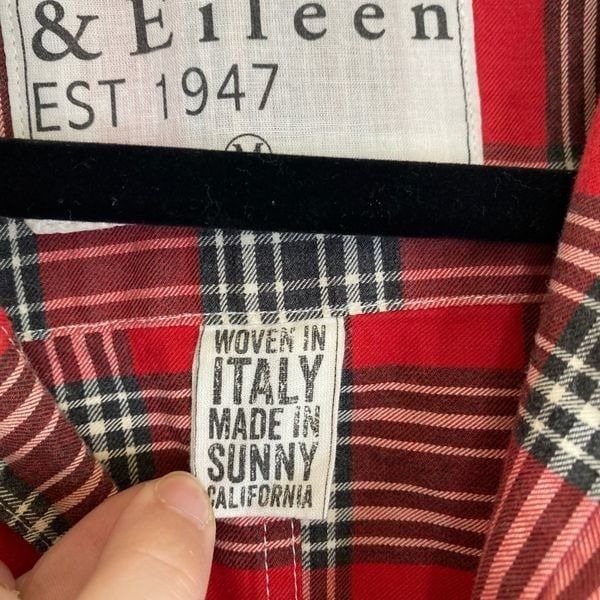 & Eileen
EST 1947
M
WOVEN IN
ITALY
MADE IN
SUNNY
CALIFORNIA